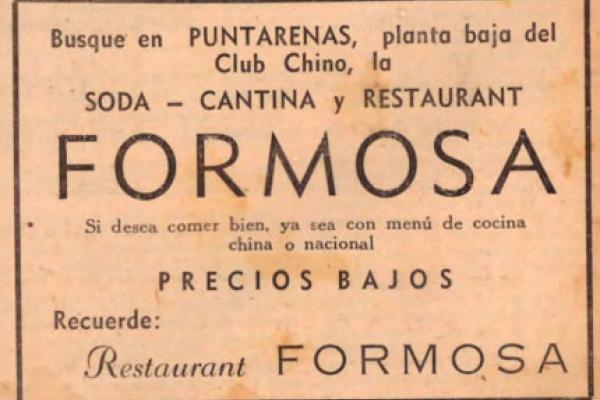 Busque en PUNTARENAS, planta baja del
Club Chino, la
SODA – CANTINA y RESTAURANT
FORMOSA
Si desea comer bien, ya sea con menú de cocina
china o nacional
PRECIOS BAJOS
Recuerde:
Restaurant FORMOSA